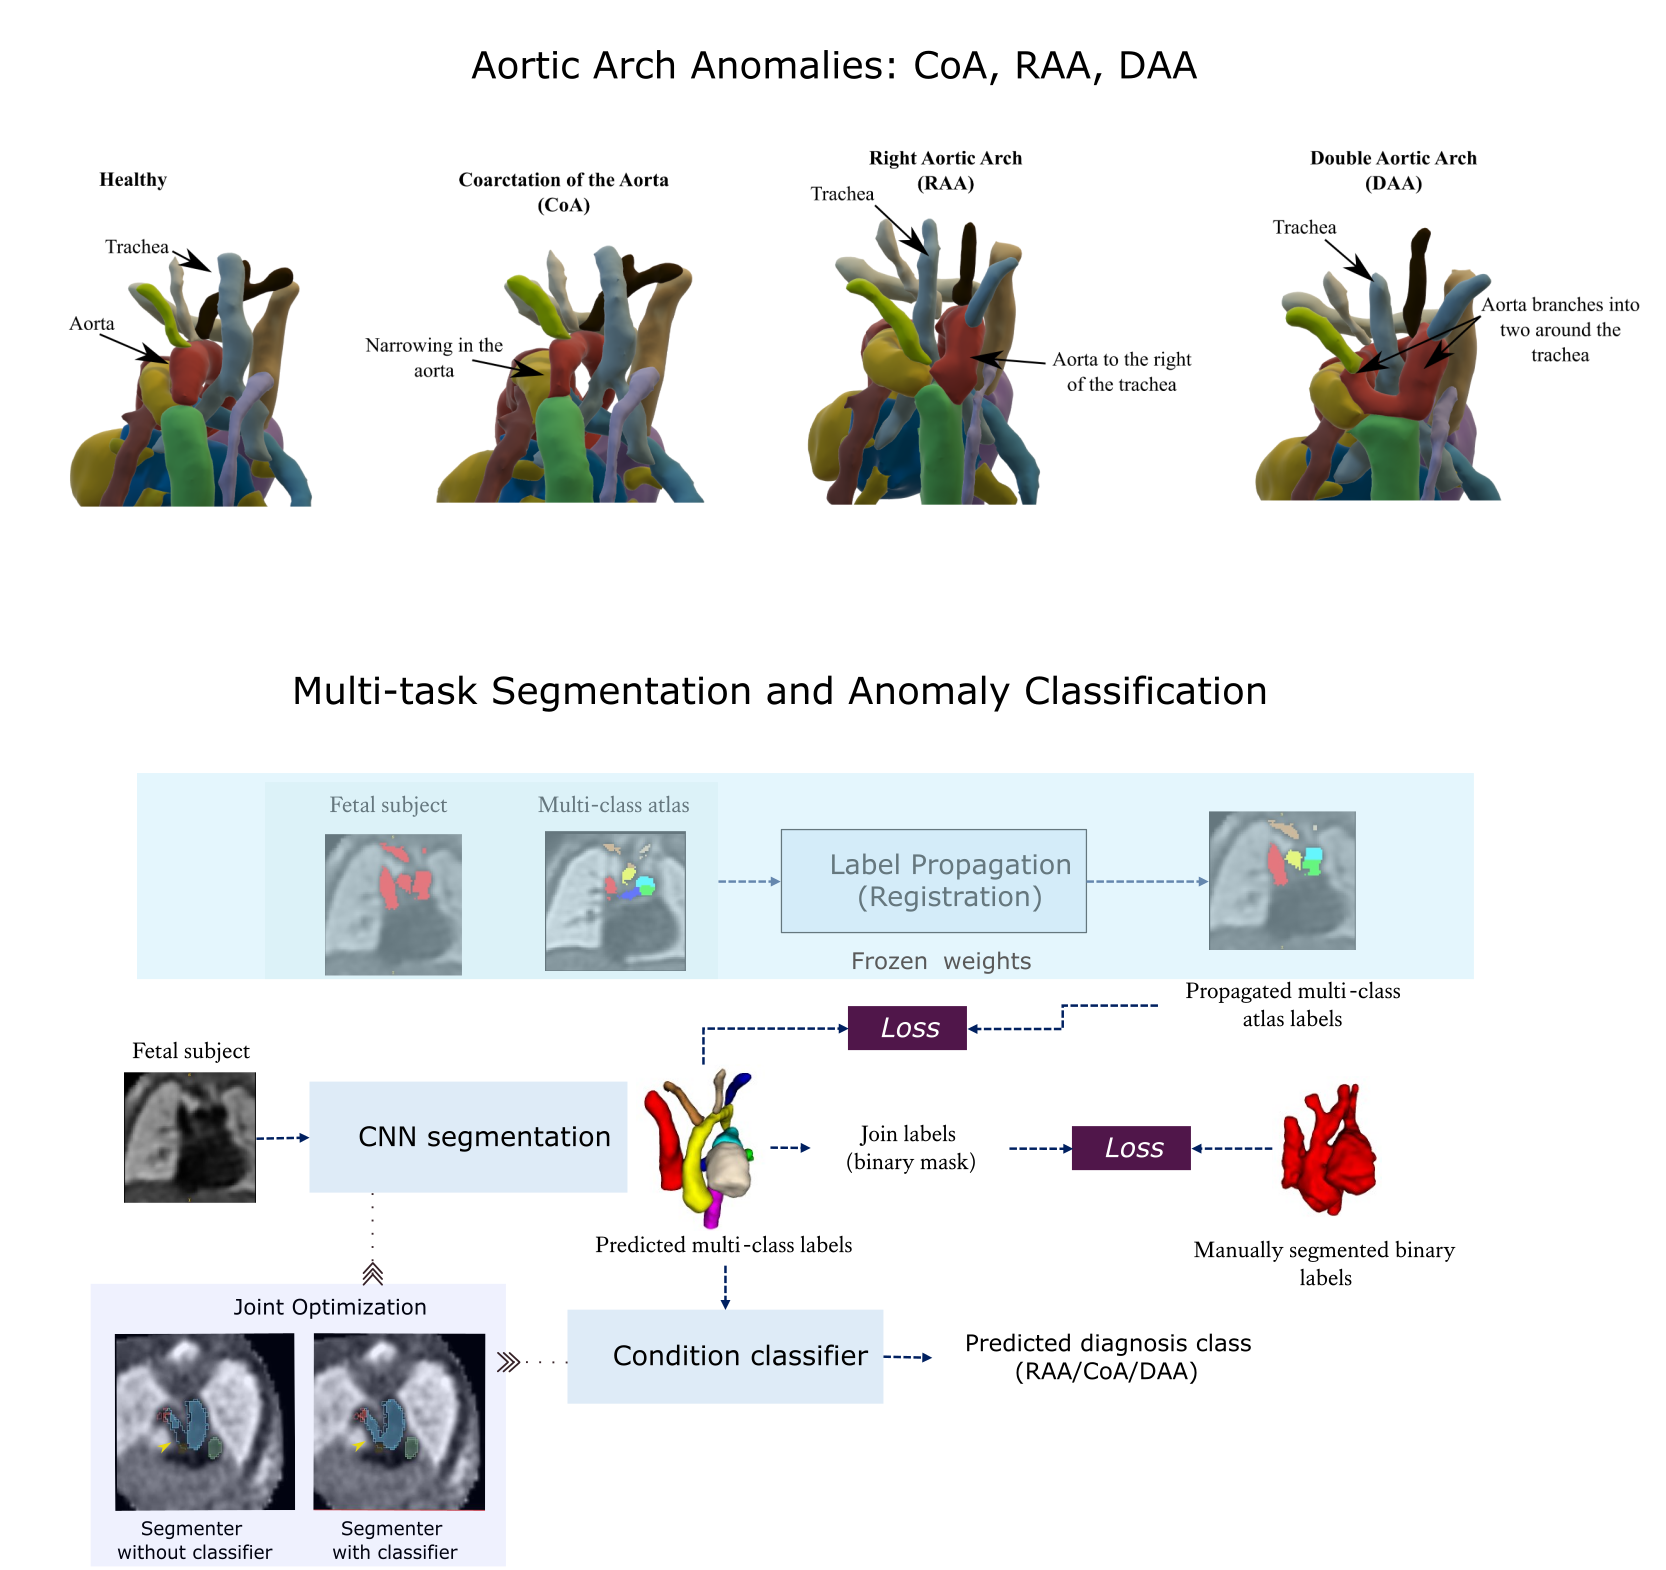 Aortic Arch Anomalies: CoA, RAA, DAA
Healthy
Trachea
Aorta
Coarctation of the Aorta
(CoA)
Narrowing in the
aorta
Right Aortic Arch
(RAA)
Trachea
Aorta to the right
of the trachea
Double Aortic Arch
(DAA)
Trachea
Aorta branches into
two around the
trachea
Multi-task Segmentation and Anomaly Classification
Fetal subject
Multi-class atlas
Label Propagation
(Registration)
Frozen weights
Propagated multi-class
atlas labels
Loss
Fetal subject
CNN segmentation
Predicted multi-class labels
Join labels
(binary mask)
Loss
Manually segmented binary
labels
Joint Optimization
Segmenter
without classifier
Segmenter
with classifier
Condition classifier
Predicted diagnosis class
(RAA/CoA/DAA)